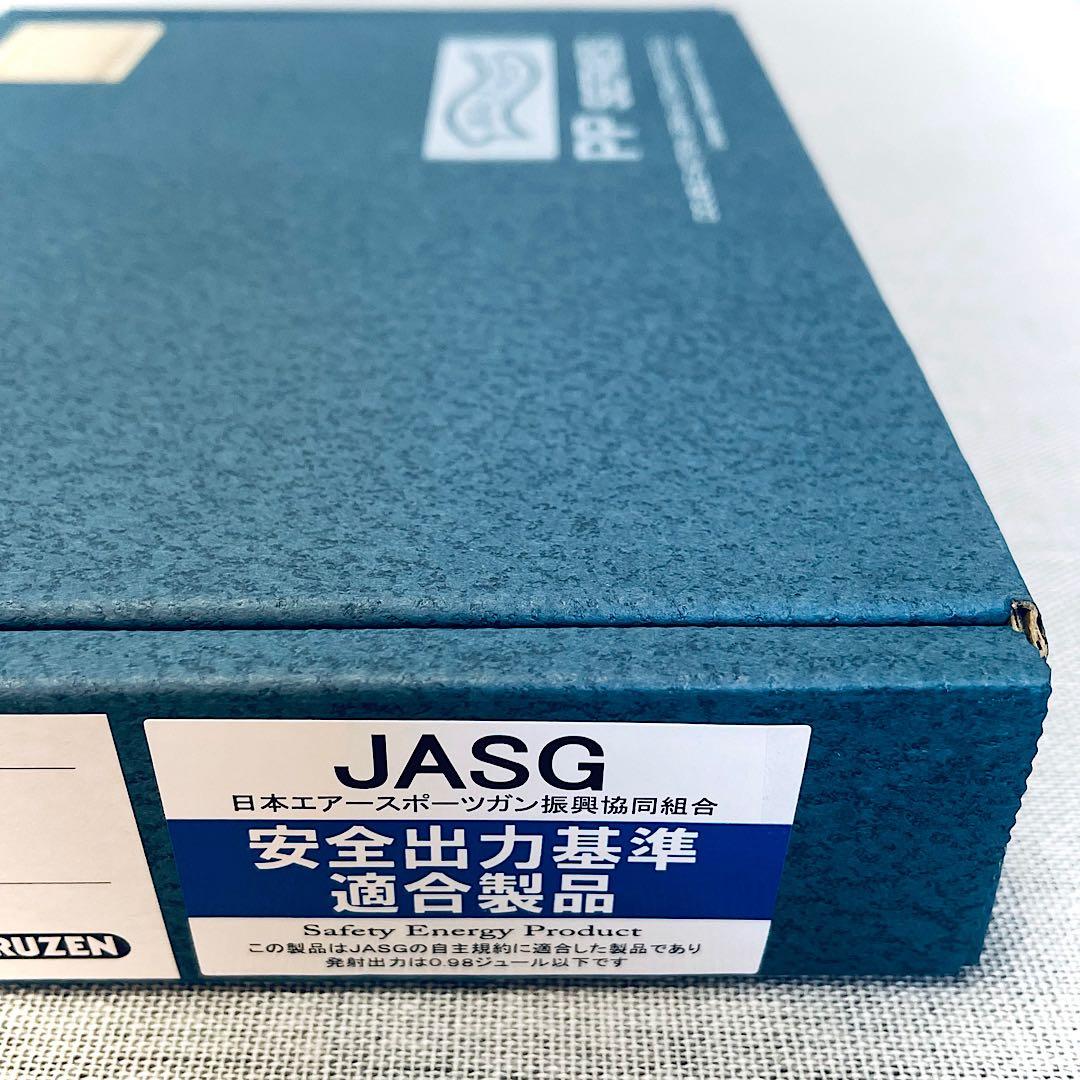 PP SERIES
JASG
日本エアースポーツガン振興協同組合
安全出力基準
適合製品
Safety Energy Product
この製品はJASGの自主規約に適合した製品であり
発射出力は0.98ジュール以下です
RUZEN